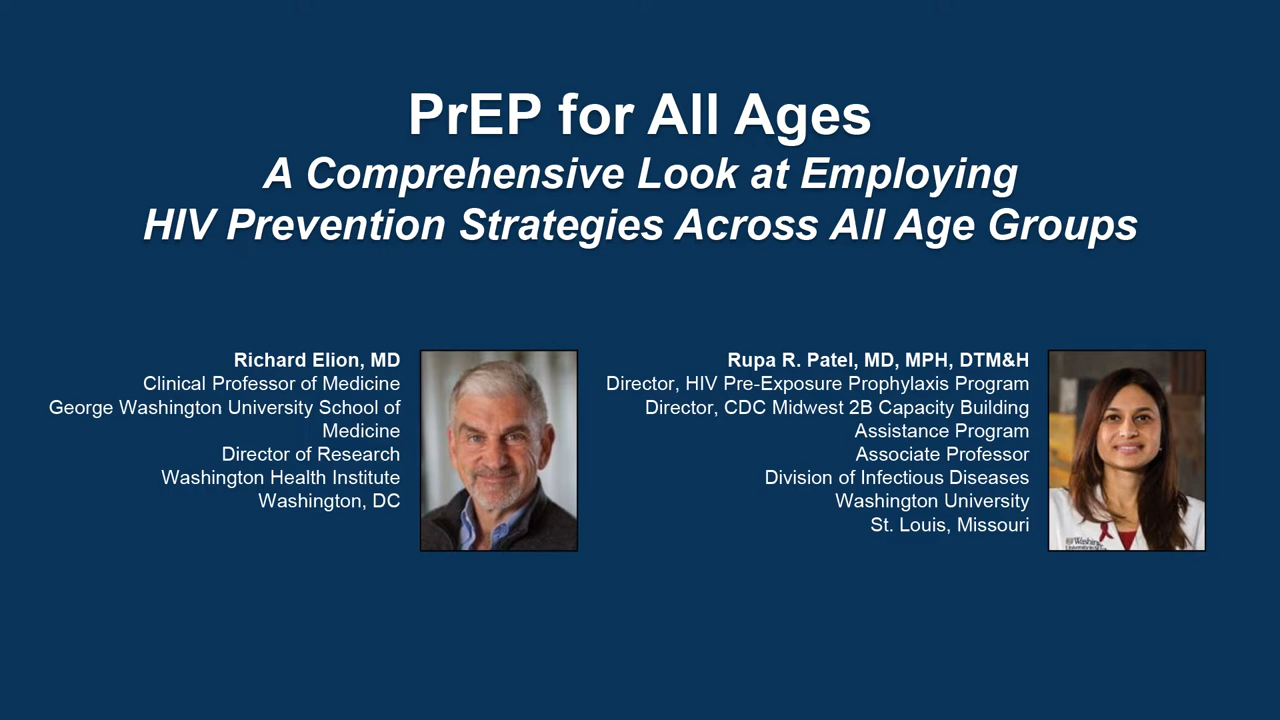 PrEP for All Ages
A Comprehensive Look at Employing
HIV Prevention Strategies Across All Age Groups
Richard Elion, MD
Clinical Professor of Medicine
George Washington University School of
Medicine
Director of Research
Washington Health Institute
Washington, DC
Rupa R. Patel, MD, MPH, DTM&H
Director, HIV Pre-Exposure Prophylaxis Program
Director, CDC Midwest 2B Capacity Building
Assistance Program
Associate Professor
Division of Infectious Diseases
Washington University
St. Louis, Missouri